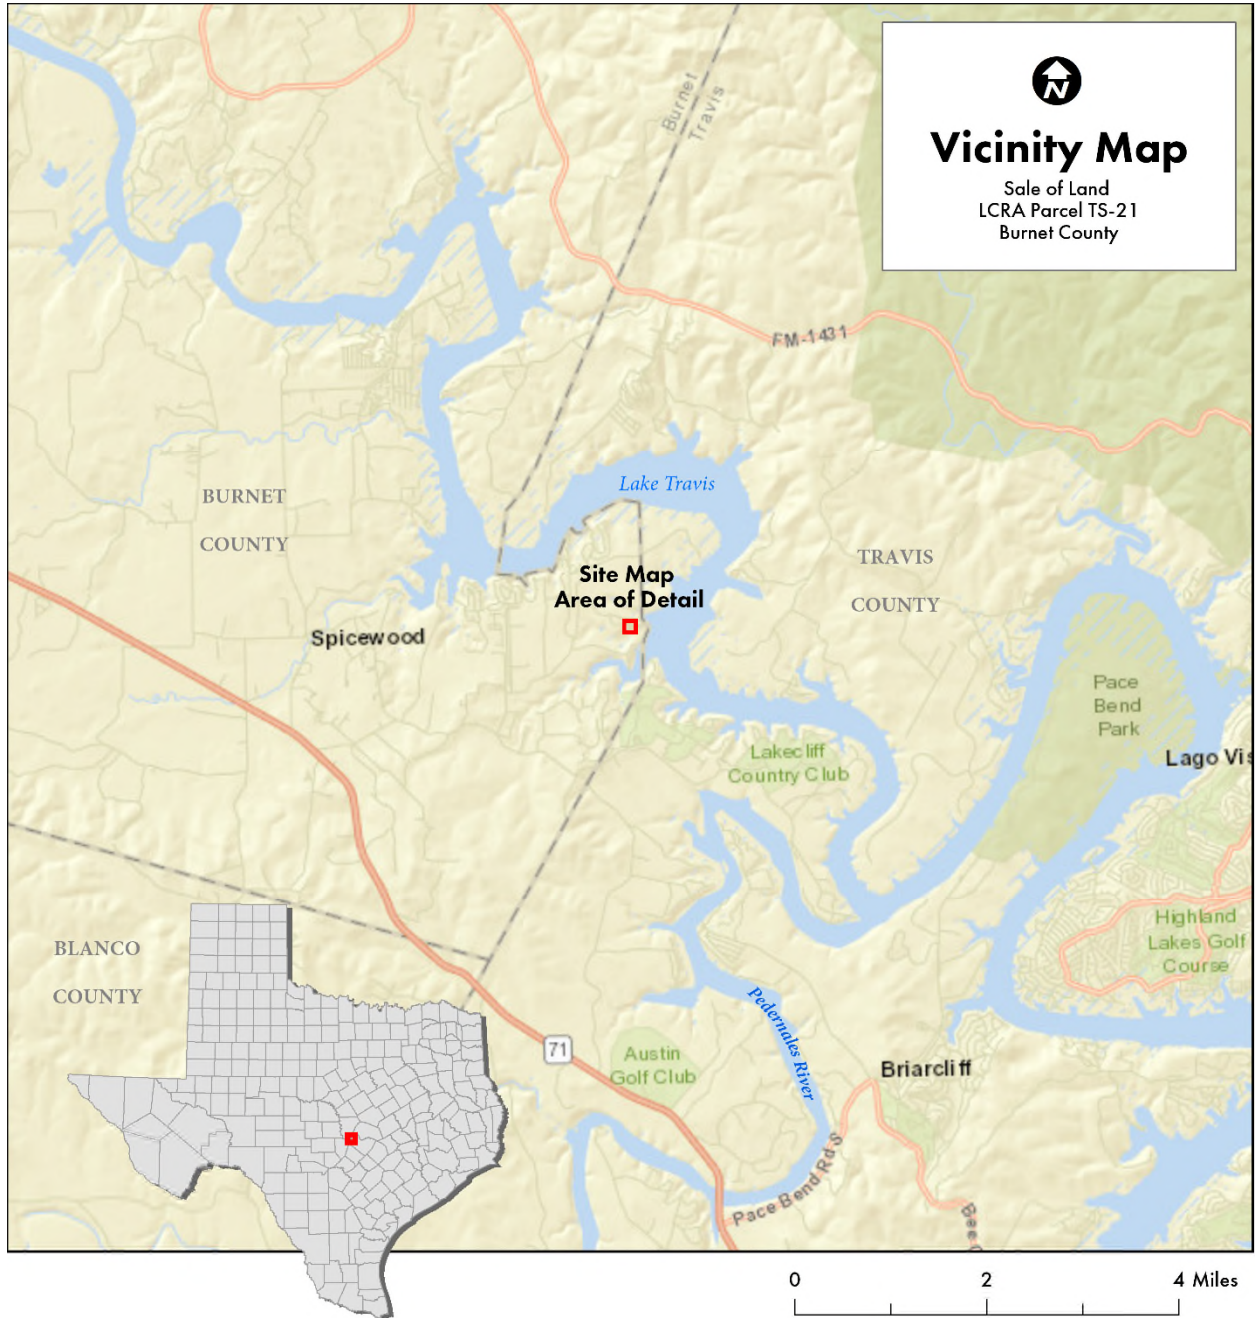 N
Vicinity Map
Sale of Land
LCRA Parcel TS-21
Burnet County
Burnet
Travis
FM-1431
Lake Travis
BURNET
COUNTY
TRAVIS
COUNTY
Site Map
Area of Detail
Spicewood
Pace
Bend
Park
Lago Vis
Lakecliff
Country Club
Highland
Lakes Golf
Course
BLANCO
COUNTY
Pedernales River
71
Austin
Golf Club
Briarcliff
Pace Bend Rd S
Bee
0 2 4 Miles